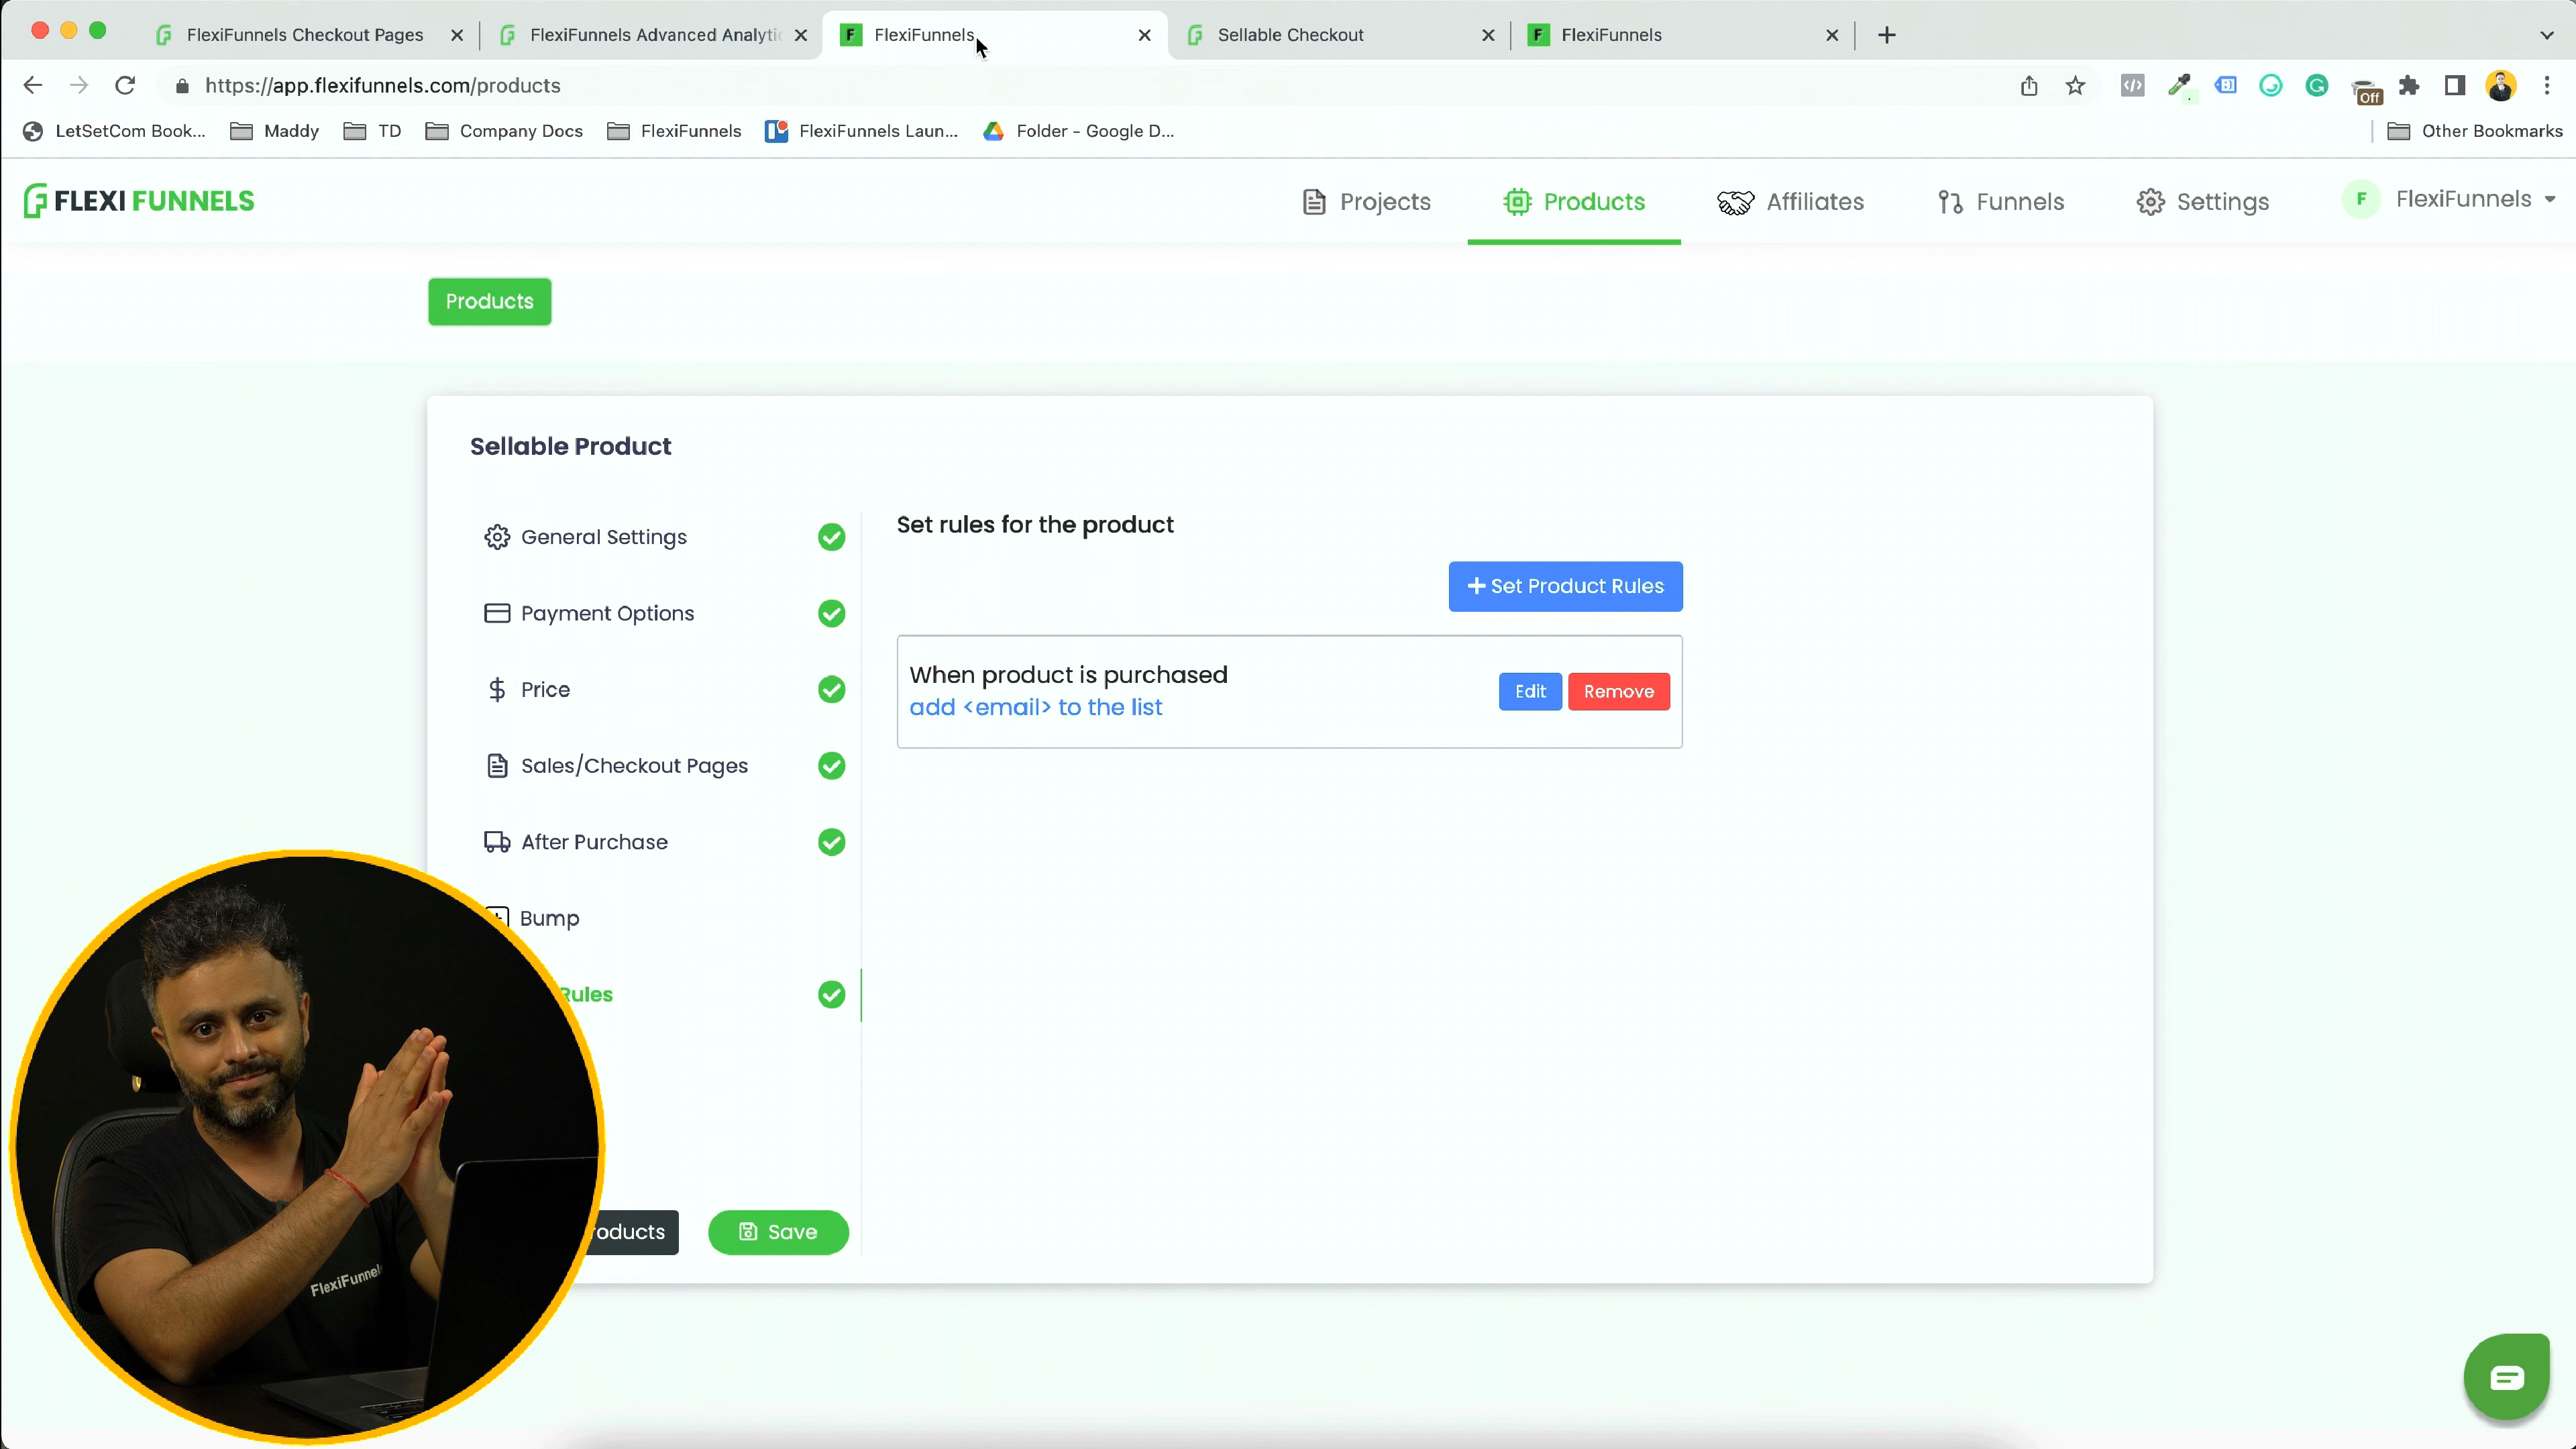 FlexiFunnels Checkout Pages
FlexiFunnels Advanced Analytic
FlexiFunnels
Sellable Checkout
FlexiFunnels
https://app.flexifunnels.com/products
Off
LetSetCom Book...
Maddy
TD
Company Docs
FlexiFunnels
FlexiFunnels Laun...
Folder - Google D...
Other Bookmarks
FLEXI FUNNELS
Projects
Products
Affiliates
Funnels
Settings
F
FlexiFunnels
Products
Sellable Product
General Settings
Set rules for the product
Set Product Rules
Payment Options
When product is purchased
add <email> to the list
Edit
Remove
Price
Sales/Checkout Pages
After Purchase
Bump
Rules
roducts
Save
FlexiFunnels